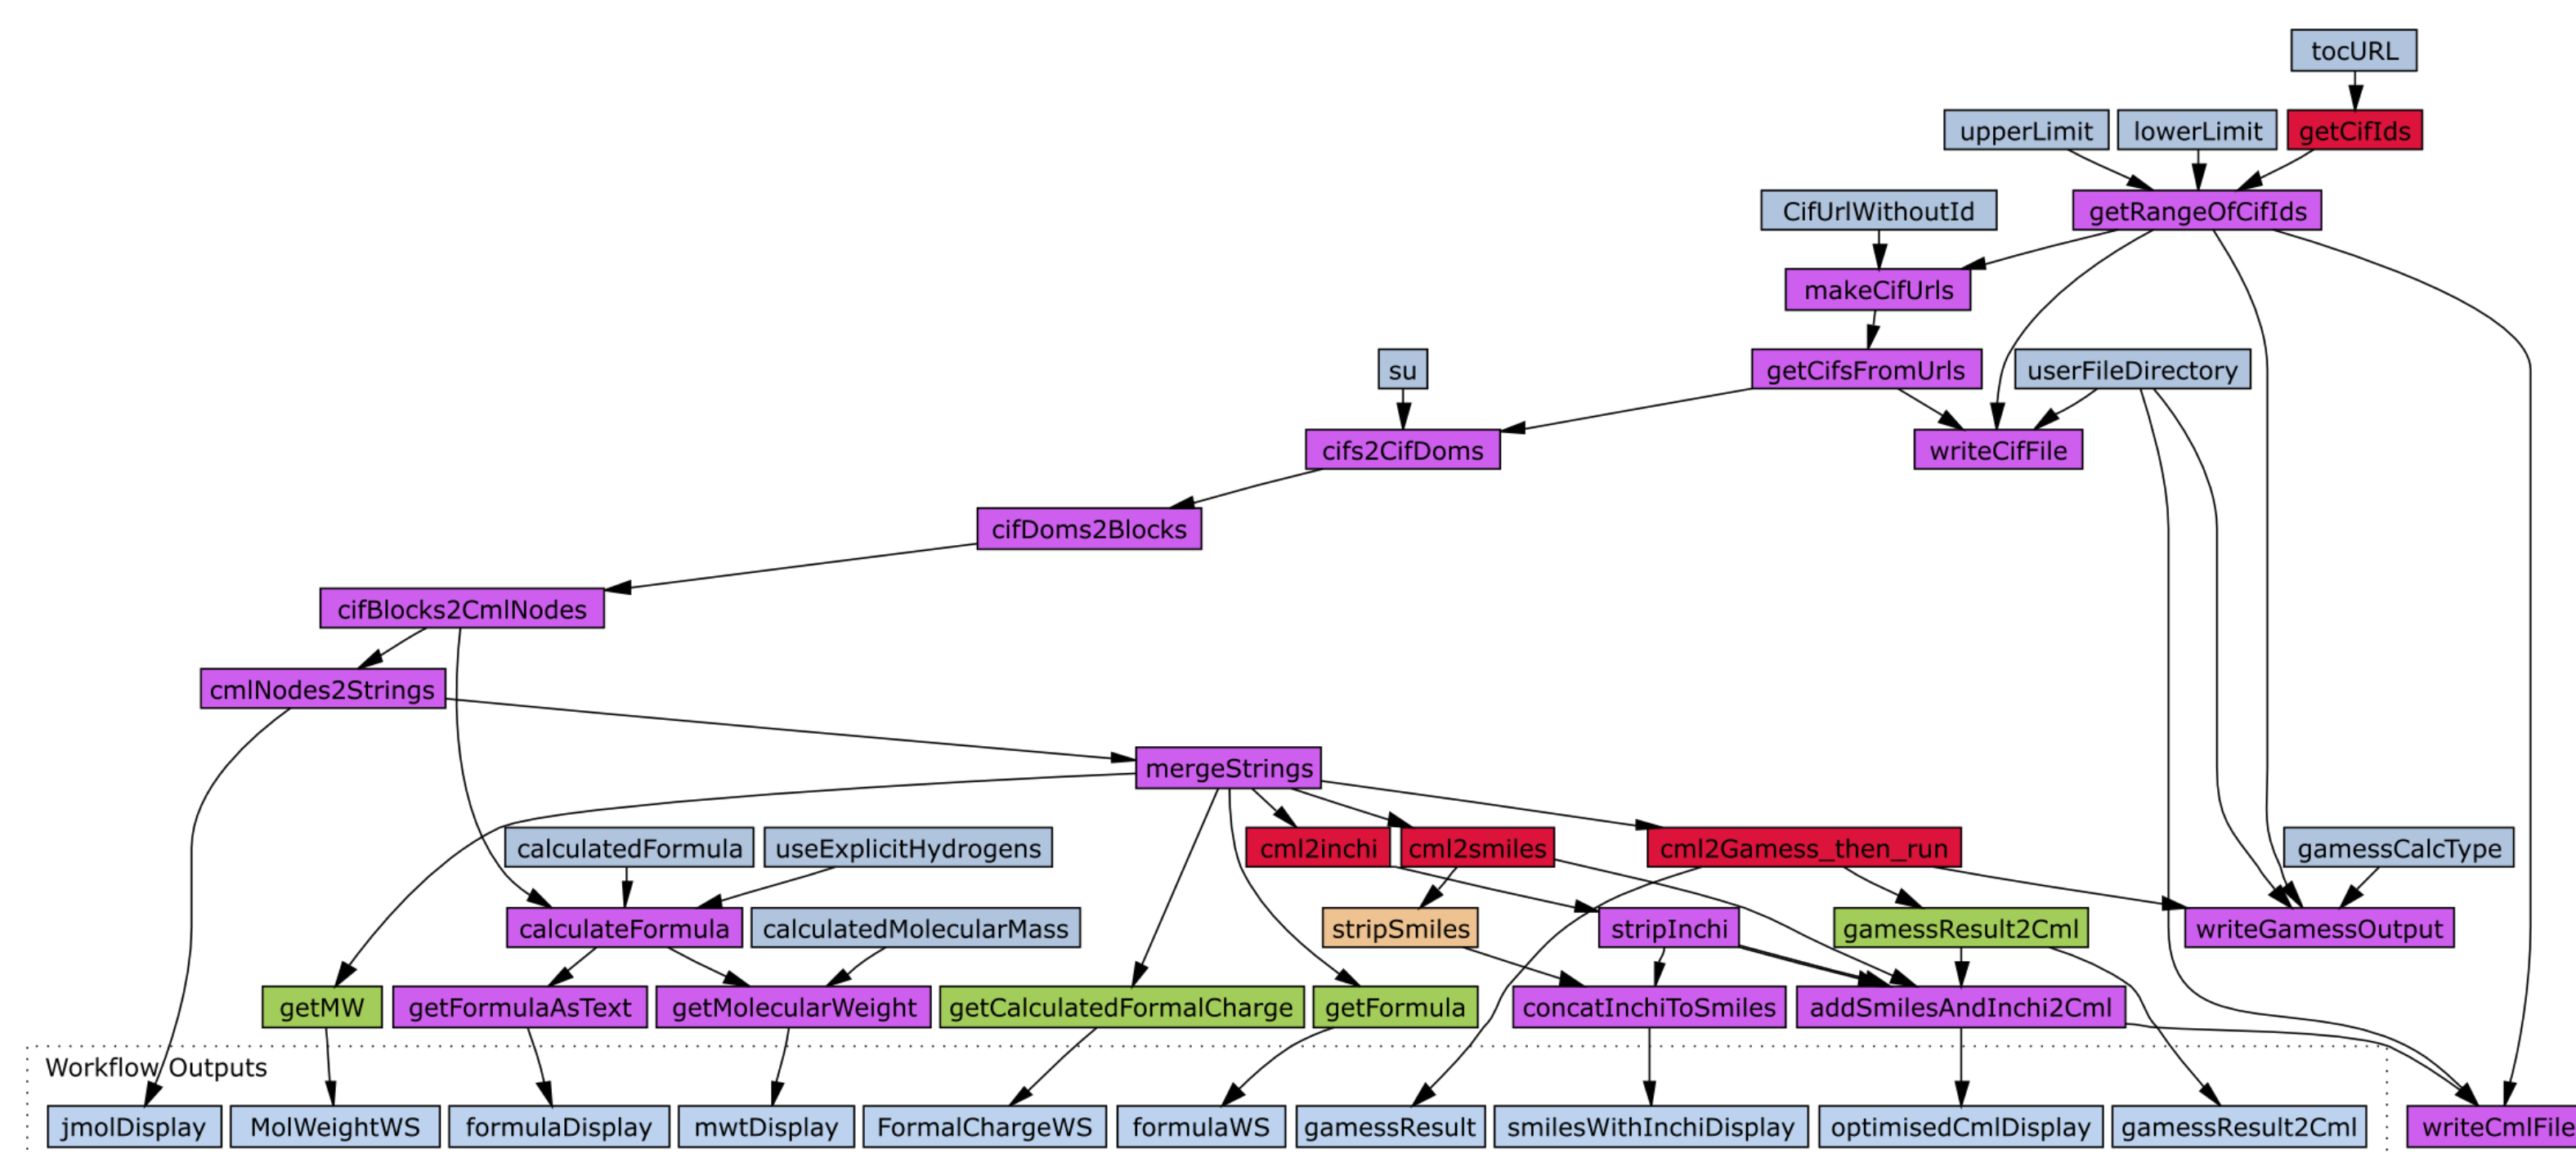 tocURL
upperLimit
lowerLimit
getCifIds
CifUrlWithoutId
getRangeOfCifIds
makeCifUrls
su
getCifsFromUrls
userFileDirectory
cifs2CifDoms
writeCifFile
cifDoms2Blocks
cifBlocks2CmlNodes
cmlNodes2Strings
mergeStrings
calculatedFormula
useExplicitHydrogens
cml2inchi
cml2smiles
cml2Gamess_then_run
gamessCalcType
calculateFormula
calculatedMolecularMass
stripSmiles
stripInchi
gamessResult2Cml
writeGamessOutput
getMW
getFormulaAsText
getMolecularWeight
getCalculatedFormalCharge
getFormula
concatInchiToSmiles
addSmilesAndInchi2Cml
Workflow Outputs
jmolDisplay
MolWeightWS
formulaDisplay
mwtDisplay
FormalChargeWS
formulaWS
gamessResult
smilesWithInchiDisplay
optimisedCmlDisplay
gamessResult2Cml
writeCmlFile